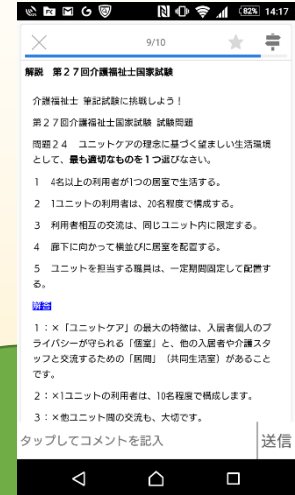 82% 14:17
9/10
解説 第27回介護福祉士国家試験
介護福祉士 筆記試験に挑戦しよう！
第27回介護福祉士国家試験 試験問題
問題24 ユニットケアの理念に基づく望ましい生活環境
として、最も適切なものを1つ選びなさい。
1 4名以上の利用者が1つの居室で生活する。
2 1ユニットの利用者は、20名程度で構成する。
3 利用者相互の交流は、同じユニット内に限定する。
4 廊下に向かって横並びに居室を配置する。
5 ユニットを担当する職員は、一定期間固定して配置す
る。
解答
1：×「ユニットケア」の最大の特徴は、入居者個人のプ
ライバシーが守られる「個室」と、他の入居者や介護スタ
ッフと交流するための「居間」（共同生活室）があること
です。
2：×1ユニットの利用者は、10名程度で構成します。
3：×他ユニット間の交流も、大切です。
タップしてコメントを記入 送信